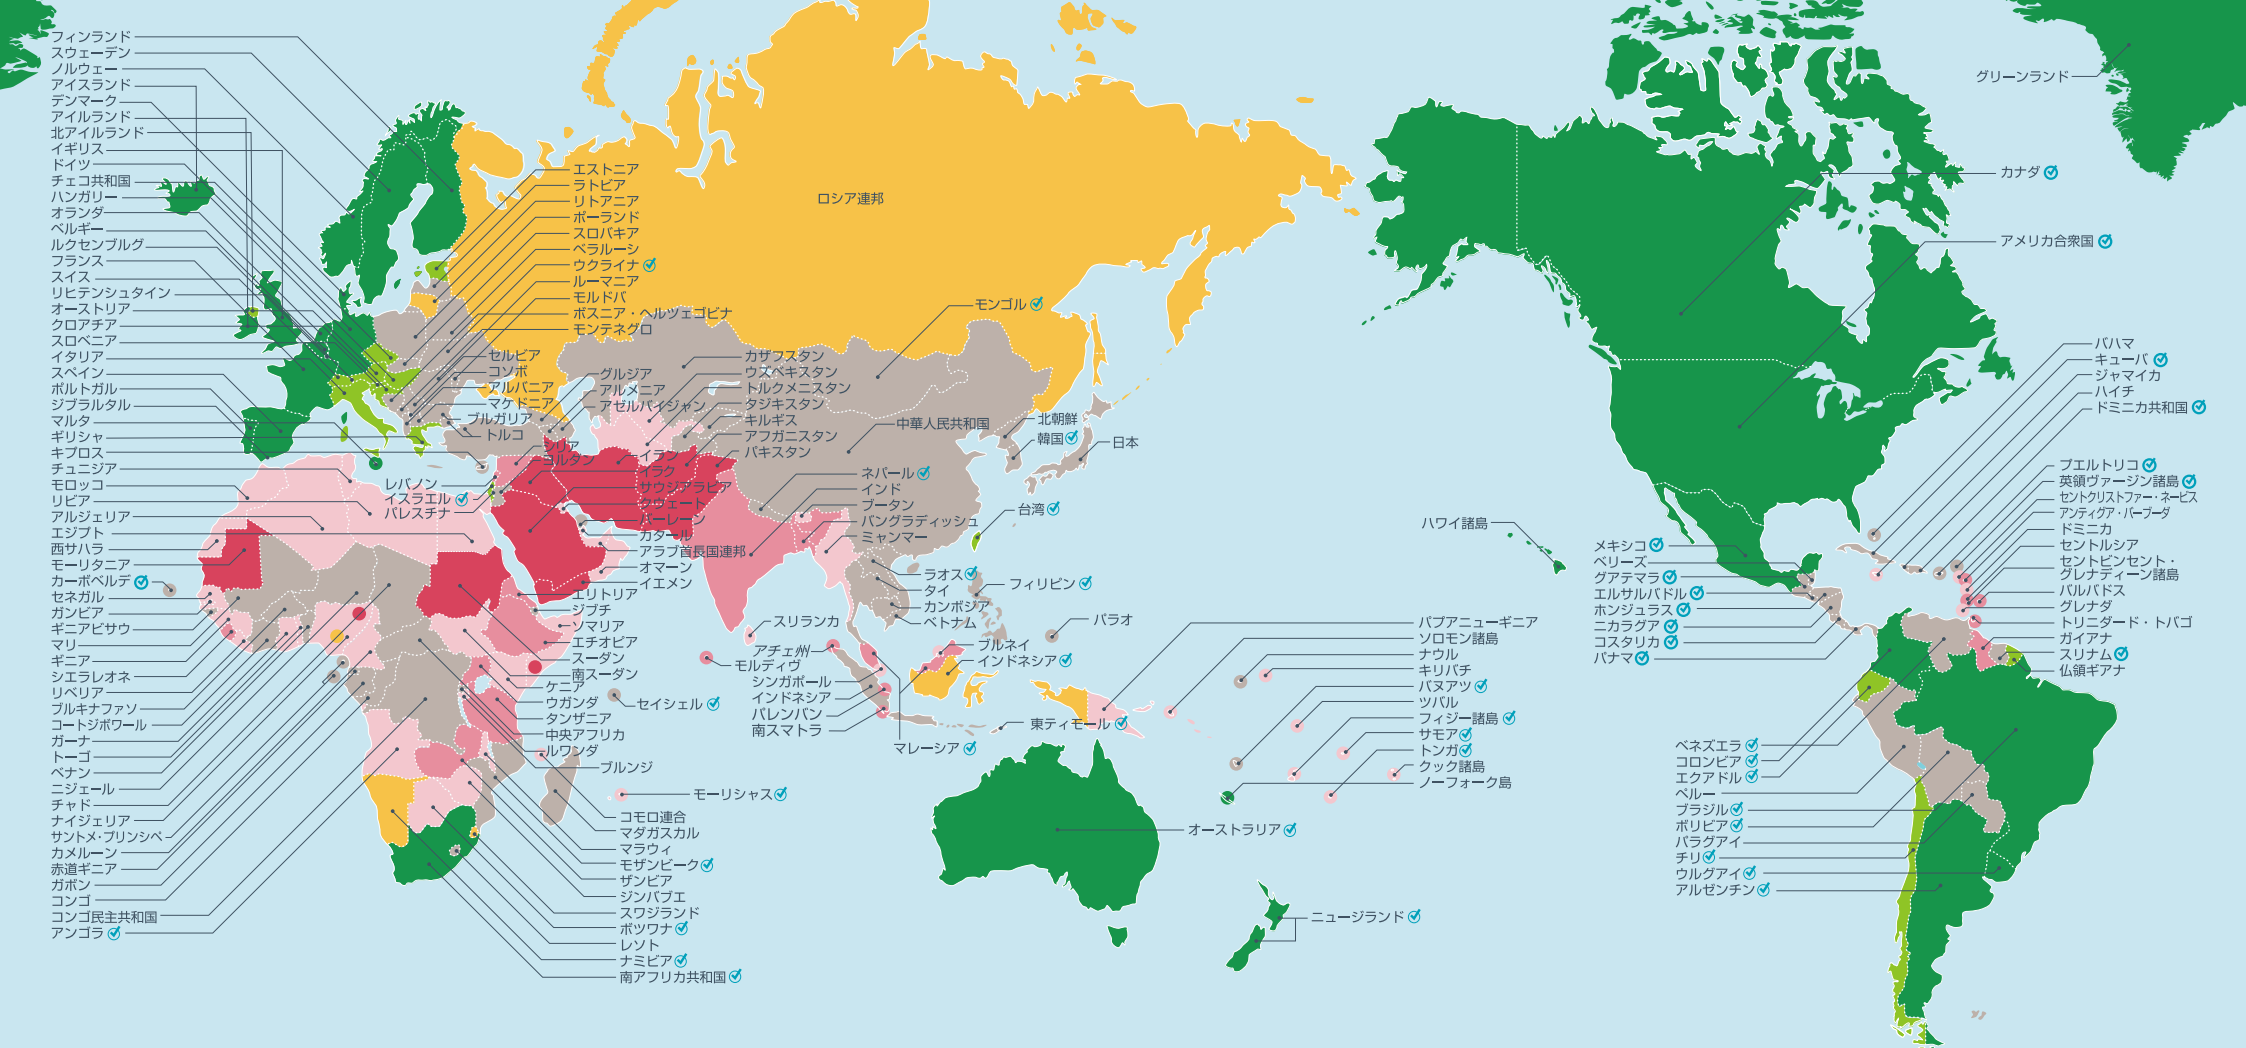 フィンランド
スウェーデン
ノルウェー
アイスランド
デンマーク
アイルランド
北アイルランド
イギリス
ドイツ
チェコ共和国
ハンガリー
オランダ
ベルギー
ルクセンブルグ
フランス
スイス
リヒテンシュタイン
オーストリア
クロアチア
スロベニア
イタリア
スペイン
ポルトガル
ジブラルタル
マルタ
ギリシャ
キプロス
チュニジア
モロッコ
リビア
アルジェリア
エジプト
西サハラ
モーリタニア
カーボベルデ
セネガル
ガンビア
ギニアビサウ
マリ
ギニア
シエラレオネ
リベリア
ブルキナファソ
コートジボワール
ガーナ
トーゴ
ベナン
ニジェール
チャド
ナイジェリア
サントメ・プリンシペ
カメルーン
赤道ギニア
ガボン
コンゴ
コンゴ民主共和国
アンゴラ
エストニア
ラトビア
リトアニア
ポーランド
スロバキア
ベラルーシ
ウクライナ
ルーマニア
モルドバ
ボスニア・ヘルツェゴビナ
モンテネグロ
セルビア
コソボ
アルバニア
マケドニア
ブルガリア
トルコ
グルジア
アルメニア
アゼルバイジャン
シリア
ヨルダン
レバノン
イスラエル
パレスチナ
イラン
イラク
サウジアラビア
クウェート
バーレーン
カタール
アラブ首長国連邦
オマーン
イエメン
エリトリア
ジブチ
ソマリア
エチオピア
スーダン
南スーダン
ケニア
ウガンダ
タンザニア
中央アフリカ
ルワンダ
ブルンジ
コモロ連合
マダガスカル
マラウィ
モザンビーク
ザンビア
ジンバブエ
スワジランド
ボツワナ
レソト
ナミビア
南アフリカ共和国
ロシア連邦
モンゴル
カザフスタン
ウズベキスタン
トルクメニスタン
タジキスタン
キルギス
アフガニスタン
パキスタン
中華人民共和国
北朝鮮
韓国
日本
ネパール
インド
ブータン
バングラディッシュ
ミャンマー
台湾
ラオス
タイ
カンボジア
ベトナム
フィリピン
パラオ
スリランカ
アチェ州
モルディヴ
シンガポール
インドネシア
パレンバン
南スマトラ
セイシェル
モーリシャス
ブルネイ
インドネシア
東ティモール
マレーシア
パプアニューギニア
ソロモン諸島
ナウル
キリバチ
バヌアツ
ツバル
フィジー諸島
サモア
トンガ
クック諸島
ノーフォーク島
オーストラリア
ニュージランド
ハワイ諸島
グリーンランド
カナダ
アメリカ合衆国
バハマ
キューバ
ジャマイカ
ハイチ
ドミニカ共和国
プエルトリコ
英領ヴァージン諸島
セントクリストファー・ネービス
アンティグア・バーブーダ
ドミニカ
セントルシア
セントビンセント・
グレナディーン諸島
バルバドス
グレナダ
トリニダード・トバゴ
ガイアナ
スリナム
仏領ギアナ
メキシコ
ベリーズ
グアテマラ
エルサルバドル
ホンジュラス
ニカラグア
コスタリカ
パナマ
ベネズエラ
コロンビア
エクアドル
ペルー
ブラジル
ボリビア
パラグアイ
チリ
ウルグアイ
アルゼンチン